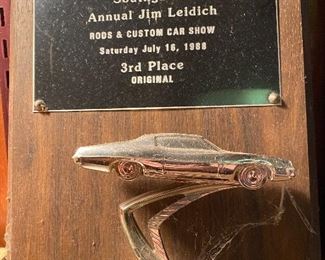 Annual Jim Leidich
RODS & CUSTOM CAR SHOW
Saturday July 16, 1988
3rd Place
ORIGINAL